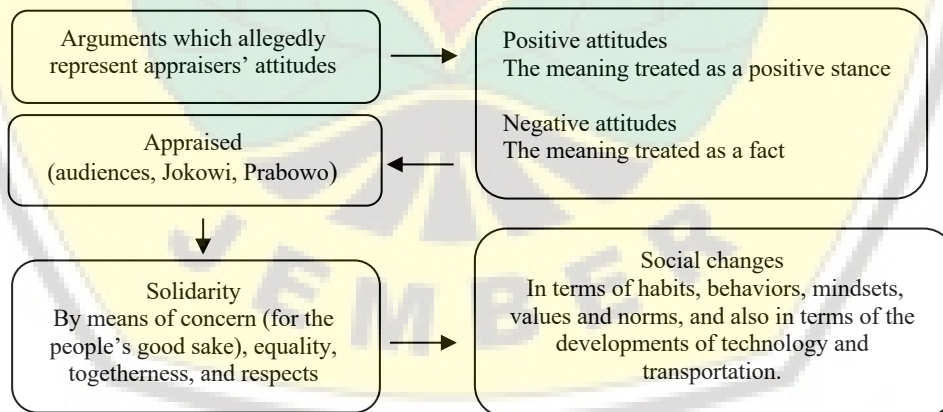 Arguments which allegedly
represent appraisers' attitudes
Positive attitudes
The meaning treated as a positive stance
Negative attitudes
The meaning treated as a fact
Appraised
(audiences, Jokowi, Prabowo)
Solidarity
By means of concern (for the
people's good sake), equality,
togetherness, and respects
Social changes
In terms of habits, behaviors, mindsets,
values and norms, and also in terms of the
developments of technology and
transportation.
JEMBER